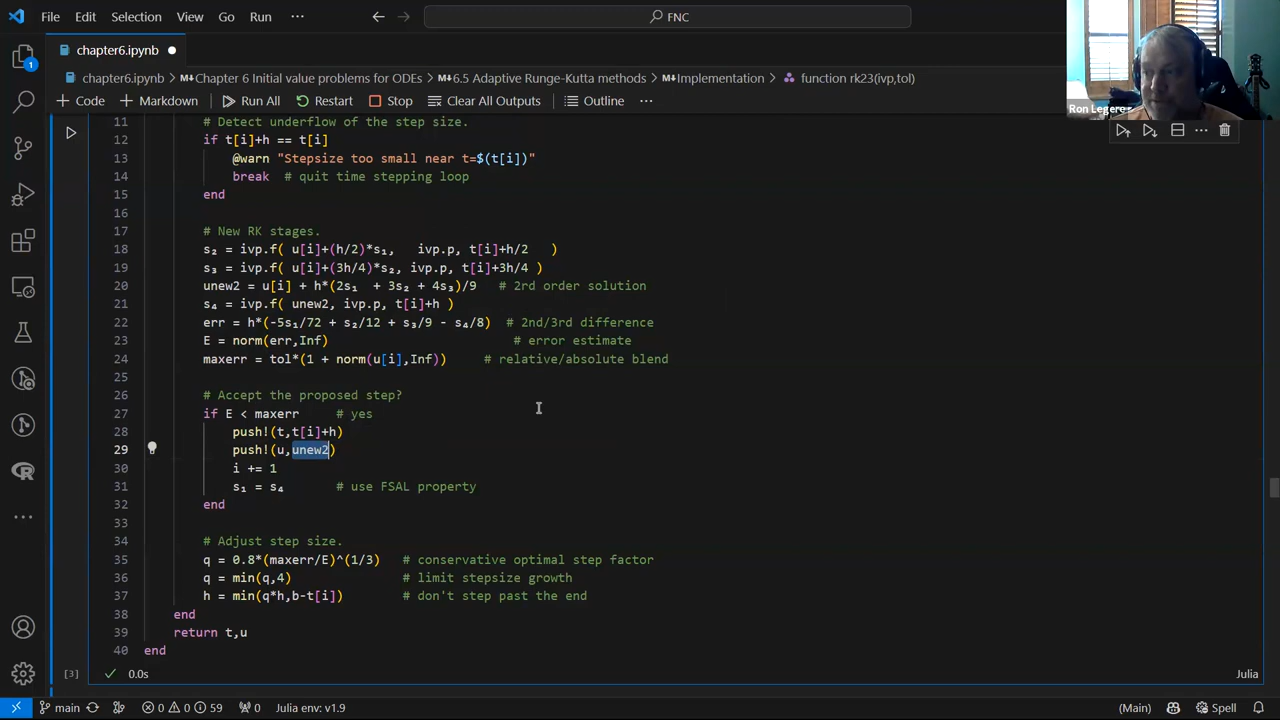 File Edit Selection View Go Run ··· FNC
chapter6.ipynb
chapter6.ipynb > M↓ Chapter 6. Initial value problems > M↓ 6.5. Adaptive Runge-Kutta methods > M↓ Implementation > function rk23(ivp,tol)
+ Code + Markdown Run All Restart Clear All Outputs Outline ···
Ron Legere
11 # Detect underflow of the step size.
12 if t[i]+h == t[i]
13 @warn "Stepsize too small near t=$(t[i])"
14 break # quit time stepping loop
15 end
16
17 # New RK stages.
18 s₂ = ivp.f( u[i]+(h/2)*s₁, ivp.p, t[i]+h/2 )
19 s₃ = ivp.f( u[i]+(3h/4)*s₂, ivp.p, t[i]+3h/4 )
20 unew2 = u[i] + h*(2s₁ + 3s₂ + 4s₃)/9 # 2rd order solution
21 s₄ = ivp.f( unew2, ivp.p, t[i]+h )
22 err = h*(-5s₁/72 + s₂/12 + s₃/9 - s₄/8) # 2nd/3rd difference
23 E = norm(err,Inf) # error estimate
24 maxerr = tol*(1 + norm(u[i],Inf)) # relative/absolute blend
25
26 # Accept the proposed step?
27 if E < maxerr # yes
28 push!(t,t[i]+h)
29 push!(u,unew2)
30 i += 1
31 s₁ = s₄ # use FSAL property
32 end
33
34 # Adjust step size.
35 q = 0.8*(maxerr/E)^(1/3) # conservative optimal step factor
36 q = min(q,4) # limit stepsize growth
37 h = min(q*h,b-t[i]) # don't step past the end
38 end
39 return t,u
40 end
[3] ✓ 0.0s Julia
main 0 0 59 0 Julia env: v1.9 (Main) Spell
1